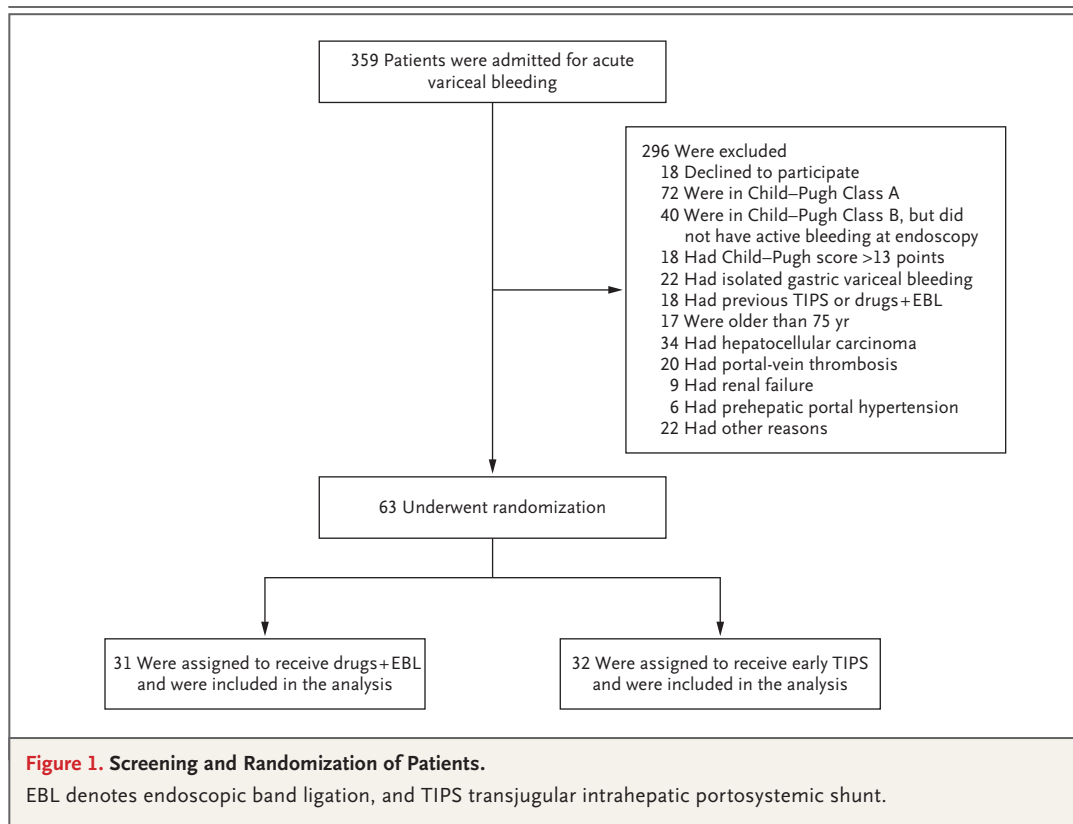 359 Patients were admitted for acute
variceal bleeding
296 Were excluded
18 Declined to participate
72 Were in Child–Pugh Class A
40 Were in Child–Pugh Class B, but did
not have active bleeding at endoscopy
18 Had Child–Pugh score >13 points
22 Had isolated gastric variceal bleeding
18 Had previous TIPS or drugs+EBL
17 Were older than 75 yr
34 Had hepatocellular carcinoma
20 Had portal-vein thrombosis
9 Had renal failure
6 Had prehepatic portal hypertension
22 Had other reasons
63 Underwent randomization
31 Were assigned to receive drugs+EBL
and were included in the analysis
32 Were assigned to receive early TIPS
and were included in the analysis
Figure 1. Screening and Randomization of Patients.
EBL denotes endoscopic band ligation, and TIPS transjugular intrahepatic portosystemic shunt.